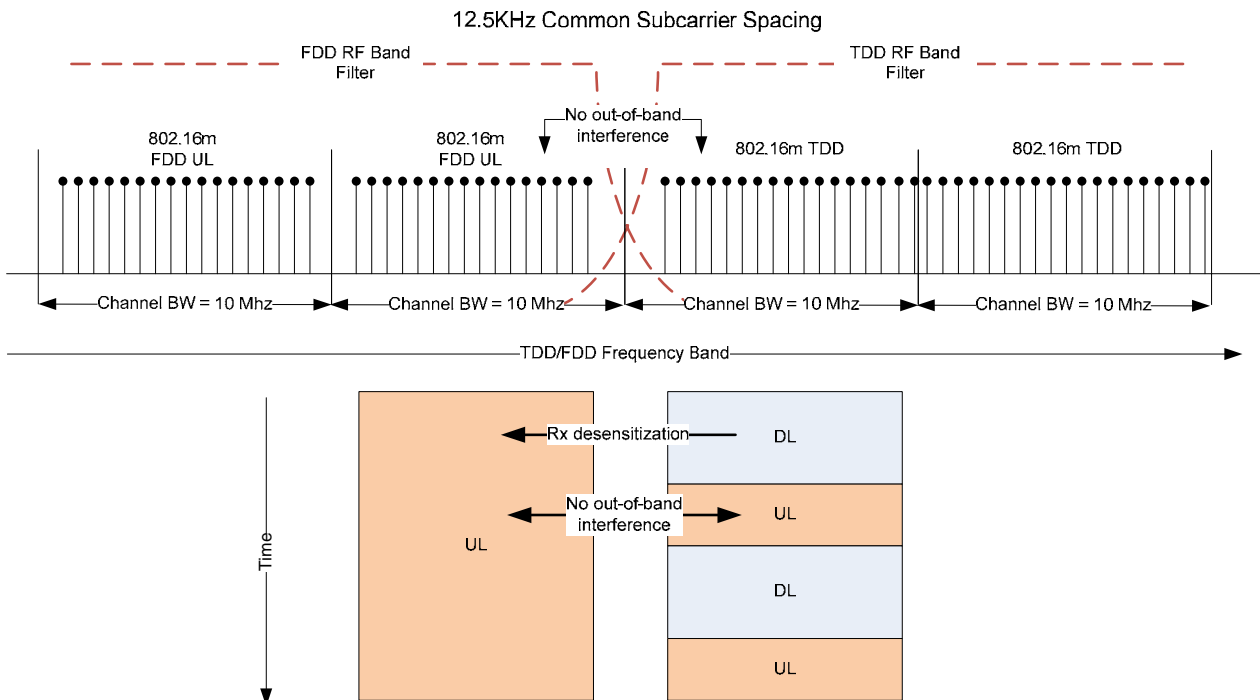 12.5KHz Common Subcarrier Spacing
FDD RF Band
Filter
TDD RF Band
Filter
No out-of-band
interference
802.16m
FDD UL
802.16m
FDD UL
802.16m TDD
802.16m TDD
Channel BW = 10 Mhz
Channel BW = 10 Mhz
Channel BW = 10 Mhz
Channel BW = 10 Mhz
TDD/FDD Frequency Band
Time
Rx desensitization
DL
No out-of-band
interference
UL
UL
DL
UL